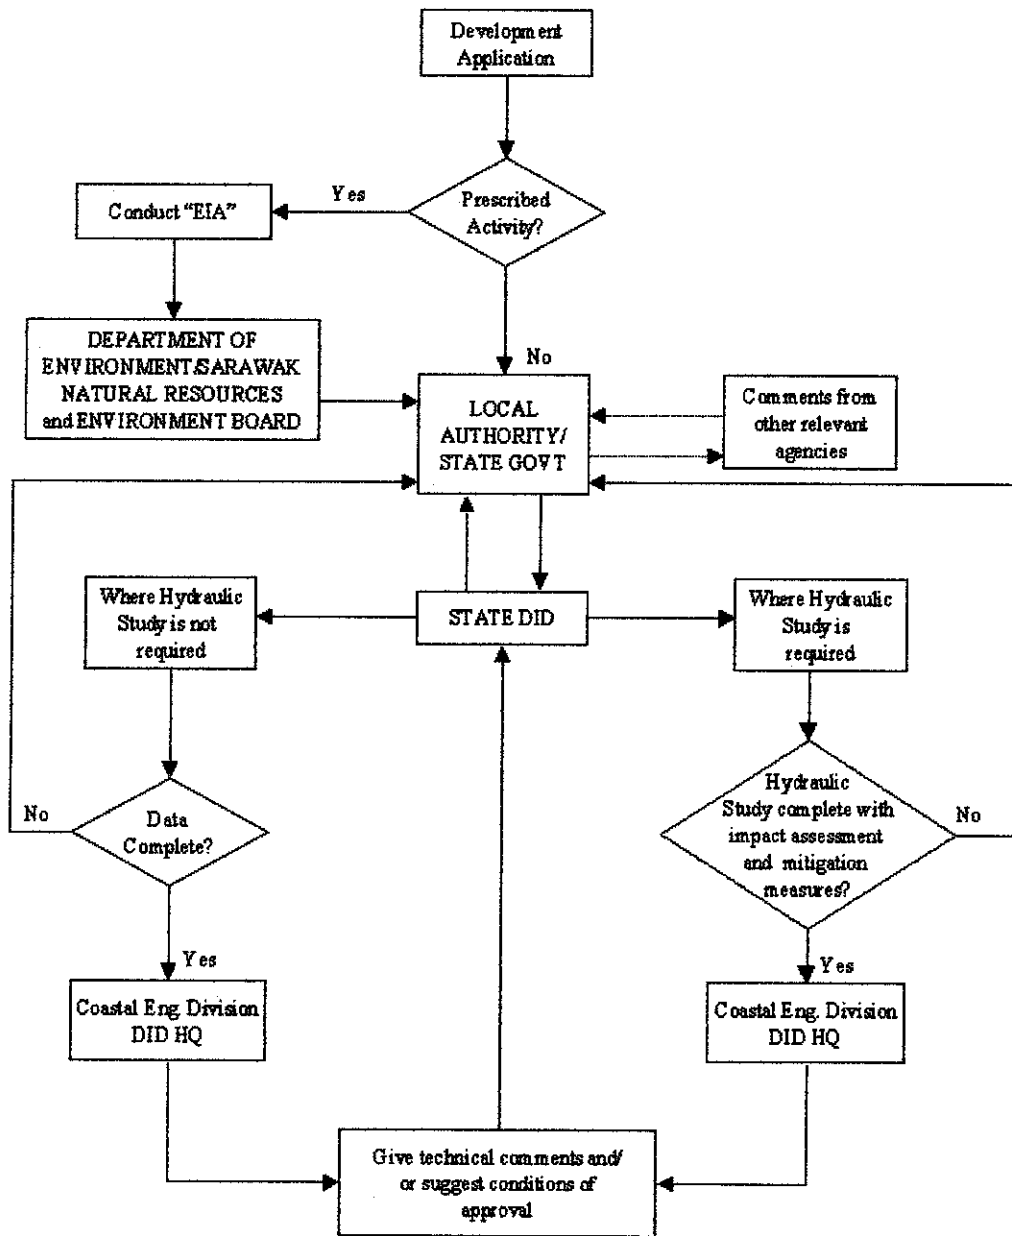 Development
Application
Yes
Prescribed
Activity?
Conduct "EIA"
DEPARTMENT OF
ENVIRONMENT/SARAWAK
NATURAL RESOURCES
and ENVIRONMENT BOARD
No
LOCAL
AUTHORITY/
STATE GOVT
Comments from
other relevant
agencies
Where Hydraulic
Study is not
required
STATE DID
Where Hydraulic
Study is
required
No
Data
Complete?
Hydraulic
Study complete with
impact assessment
and mitigation
measures?
No
Yes
Yes
Coastal Eng. Division
DID HQ
Coastal Eng. Division
DID HQ
Give technical comments and/
or suggest conditions of
approval